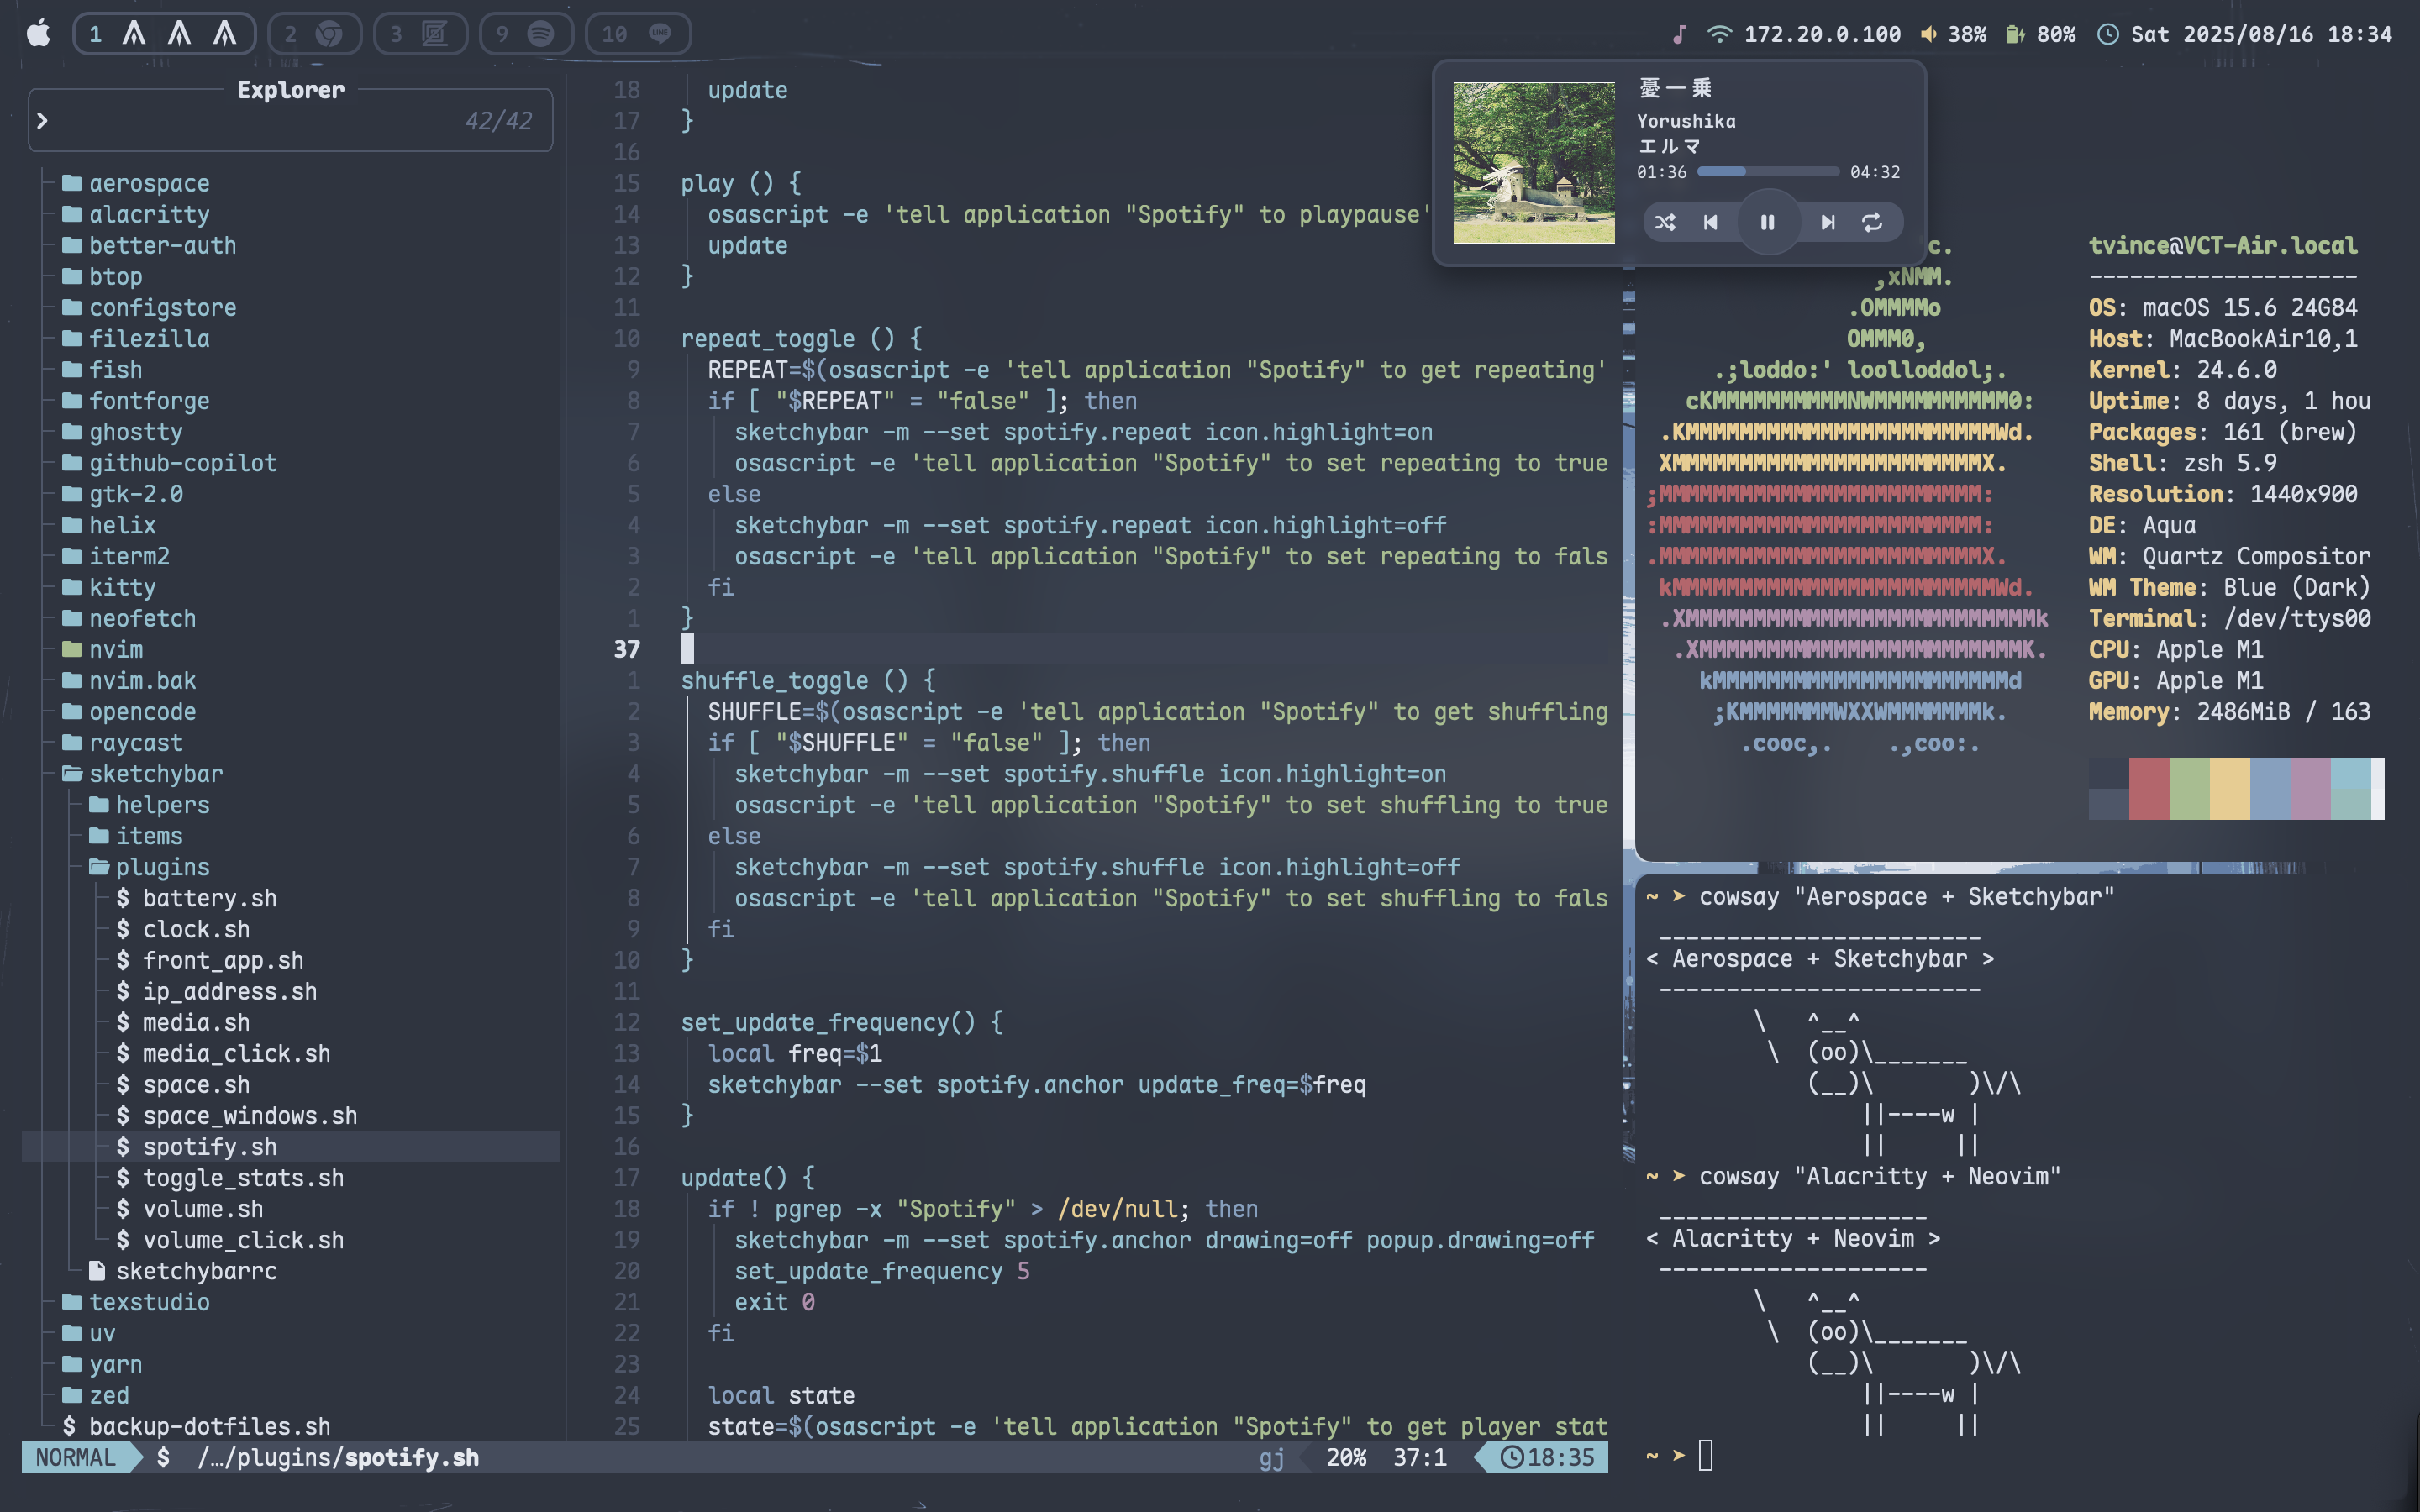 1
2
3
9
10 LINE
172.20.0.100 38% 80% Sat 2025/08/16 18:34
Explorer
42/42
aerospace
alacritty
better-auth
btop
configstore
filezilla
fish
fontforge
ghostty
github-copilot
gtk-2.0
helix
iterm2
kitty
neofetch
nvim
nvim.bak
opencode
raycast
sketchybar
helpers
items
plugins
$ battery.sh
$ clock.sh
$ front_app.sh
$ ip_address.sh
$ media.sh
$ media_click.sh
$ space.sh
$ space_windows.sh
$ spotify.sh
$ toggle_stats.sh
$ volume.sh
$ volume_click.sh
sketchybarrc
texstudio
uv
yarn
zed
$ backup-dotfiles.sh
18 update
17 }
16
15 play () {
14 osascript -e 'tell application "Spotify" to playpause'
13 update
12 }
11
10 repeat_toggle () {
9 REPEAT=$(osascript -e 'tell application "Spotify" to get repeating'
8 if [ "$REPEAT" = "false" ]; then
7 sketchybar -m --set spotify.repeat icon.highlight=on
6 osascript -e 'tell application "Spotify" to set repeating to true
5 else
4 sketchybar -m --set spotify.repeat icon.highlight=off
3 osascript -e 'tell application "Spotify" to set repeating to fals
2 fi
1 }
37
1 shuffle_toggle () {
2 SHUFFLE=$(osascript -e 'tell application "Spotify" to get shuffling
3 if [ "$SHUFFLE" = "false" ]; then
4 sketchybar -m --set spotify.shuffle icon.highlight=on
5 osascript -e 'tell application "Spotify" to set shuffling to true
6 else
7 sketchybar -m --set spotify.shuffle icon.highlight=off
8 osascript -e 'tell application "Spotify" to set shuffling to fals
9 fi
10 }
11
12 set_update_frequency() {
13 local freq=$1
14 sketchybar --set spotify.anchor update_freq=$freq
15 }
16
17 update() {
18 if ! pgrep -x "Spotify" > /dev/null; then
19 sketchybar -m --set spotify.anchor drawing=off popup.drawing=off
20 set_update_frequency 5
21 exit 0
22 fi
23
24 local state
25 state=$(osascript -e 'tell application "Spotify" to get player stat
NORMAL $ /…/plugins/spotify.sh gj 20% 37:1 18:35
憂一乗
Yorushika
エルマ
01:36 04:32
c.
,xNMM.
.OMMMMo
OMMM0,
.;loddo:' loolloddol;.
cKMMMMMMMMMMNWMMMMMMMMMM0:
.KMMMMMMMMMMMMMMMMMMMMMMMWd.
XMMMMMMMMMMMMMMMMMMMMMMMX.
;MMMMMMMMMMMMMMMMMMMMMMMM:
:MMMMMMMMMMMMMMMMMMMMMMMM:
.MMMMMMMMMMMMMMMMMMMMMMMMX.
kMMMMMMMMMMMMMMMMMMMMMMMMWd.
.XMMMMMMMMMMMMMMMMMMMMMMMMMMk
.XMMMMMMMMMMMMMMMMMMMMMMMMK.
kMMMMMMMMMMMMMMMMMMMMMMd
;KMMMMMMMWXXWMMMMMMMk.
.cooc,. .,coo:.
tvince@VCT-Air.local
--------------------
OS: macOS 15.6 24G84
Host: MacBookAir10,1
Kernel: 24.6.0
Uptime: 8 days, 1 hou
Packages: 161 (brew)
Shell: zsh 5.9
Resolution: 1440x900
DE: Aqua
WM: Quartz Compositor
WM Theme: Blue (Dark)
Terminal: /dev/ttys00
CPU: Apple M1
GPU: Apple M1
Memory: 2486MiB / 163
~ ➤ cowsay "Aerospace + Sketchybar"
________________________
< Aerospace + Sketchybar >
------------------------
\ ^__^
\ (oo)\_______
(__)\ )\/\
||----w |
|| ||
~ ➤ cowsay "Alacritty + Neovim"
____________________
< Alacritty + Neovim >
--------------------
\ ^__^
\ (oo)\_______
(__)\ )\/\
||----w |
|| ||
~ ➤